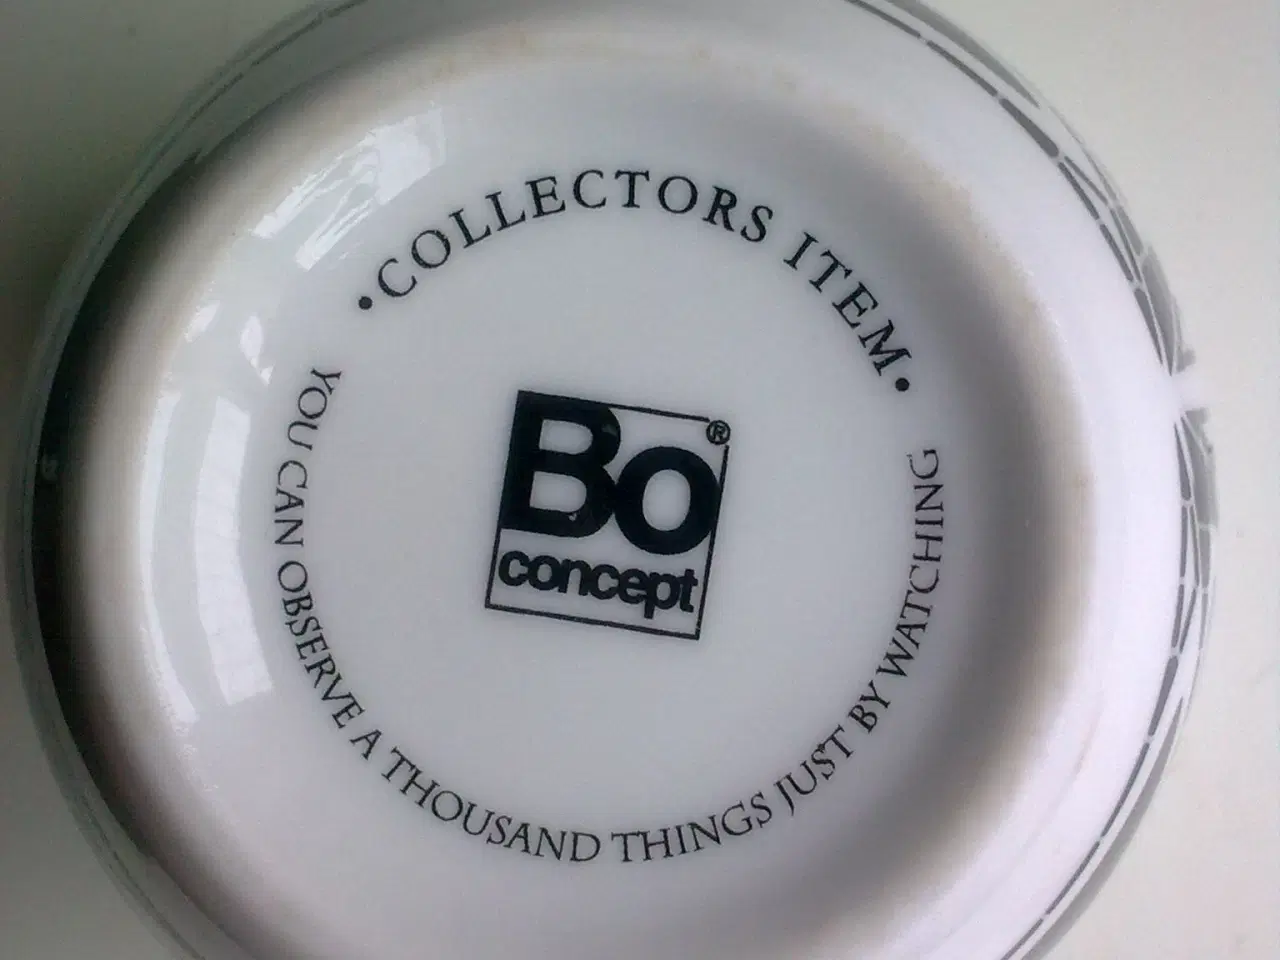 •COLLECTORS ITEM•
Bo®
concept
YOU CAN OBSERVE A THOUSAND THINGS JUST BY WATCHING